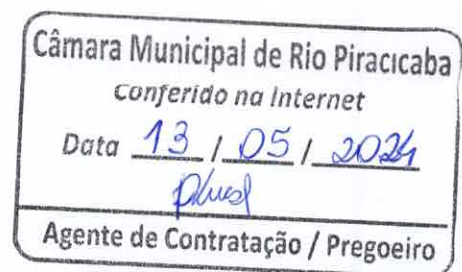 Câmara Municipal de Rio Piracicaba
Conferido na Internet
Data 13 / 05 / 2024
Agente de Contratação / Pregoeiro